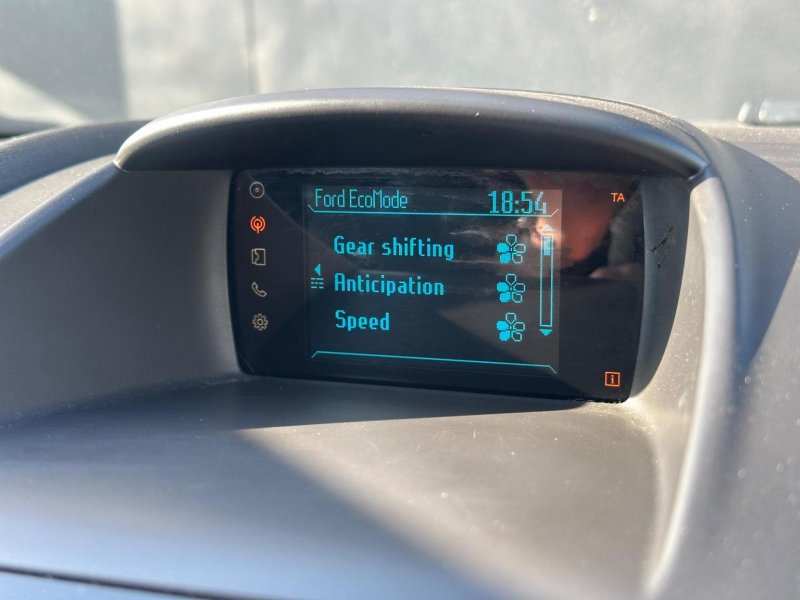 Ford EcoMode 18:54
TA
Gear shifting
Anticipation
Speed
i